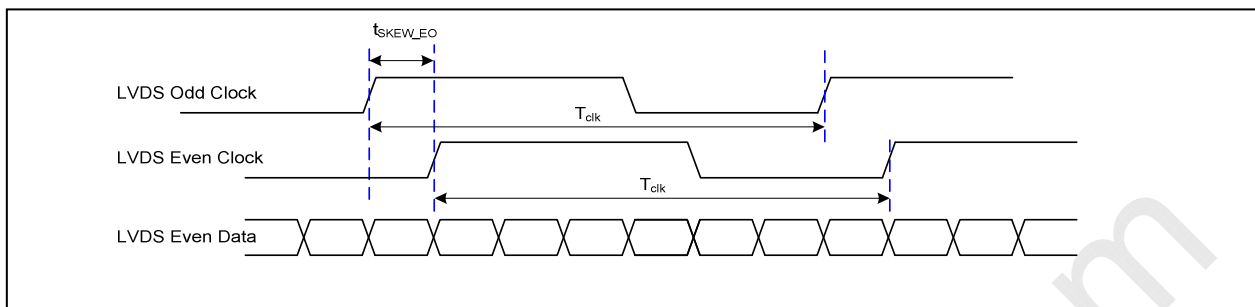 tSKEW_EO
LVDS Odd Clock
Tclk
LVDS Even Clock
Tclk
LVDS Even Data
m